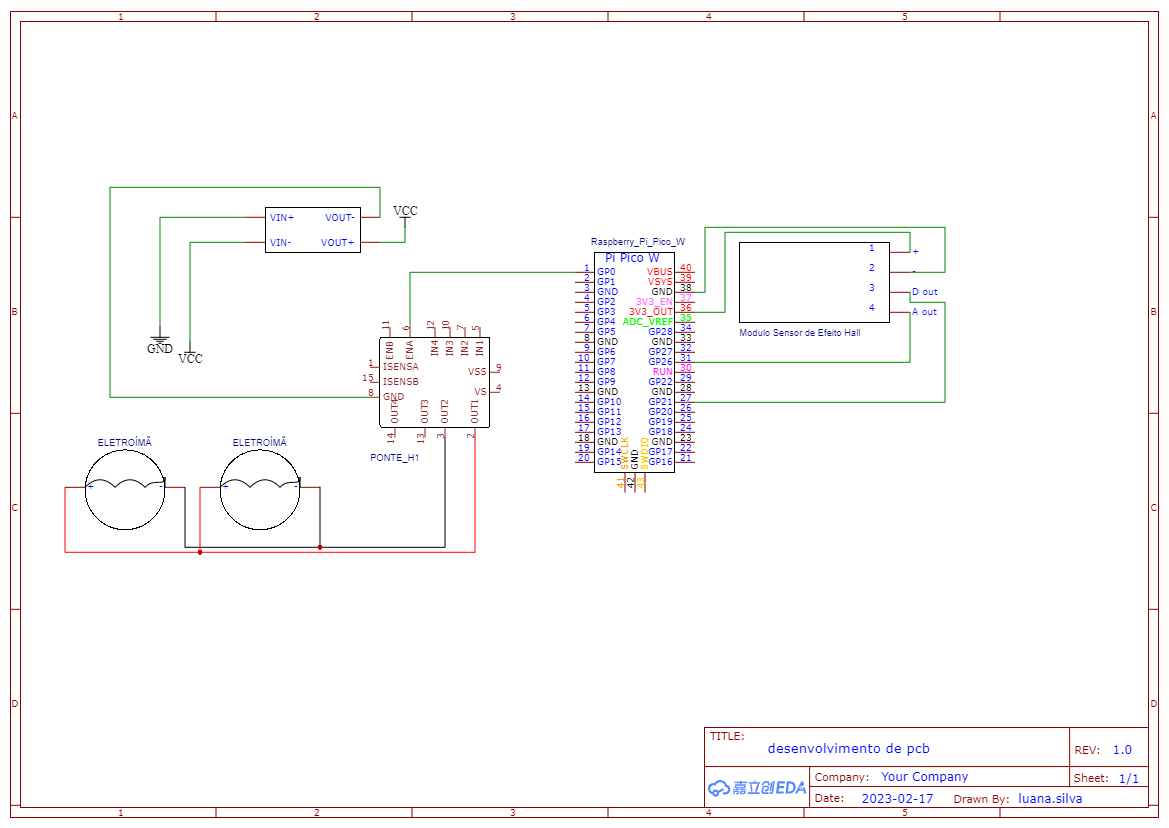 1 2 3 4 5
A A
B B
C C
D D
VIN+ VOUT-
VIN- VOUT+
VCC
GND
VCC
11 6 12 10 7 5
ENB ENA IN4 IN3 IN2 IN1
1 ISENSA
15 ISENSB
8 GND
VSS 9
VS 4
OUT4 OUT3 OUT2 OUT1
14 13 3 2
PONTE_H1
ELETROÍMÃ
+ -
ELETROÍMÃ
+ -
Raspberry_Pi_Pico_W
Pi Pico W
1 GP0 VBUS 40
2 GP1 VSYS 39
3 GND GND 38
4 GP2 3V3_EN 37
5 GP3 3V3_OUT 36
6 GP4 ADC_VREF 35
7 GP5 GP28 34
8 GND GND 33
9 GP6 GP27 32
10 GP7 GP26 31
11 GP8 RUN 30
12 GP9 GP22 29
13 GND GND 28
14 GP10 GP21 27
15 GP11 GP20 26
16 GP12 GP19 25
17 GP13 GP18 24
18 GND GND 23
19 GP14 GP17 22
20 GP15 GP16 21
SWCLK GND SWDIO
41 42 43
1 +
2 -
3 D out
4 A out
Modulo Sensor de Efeito Hall
TITLE:
desenvolvimento de pcb
REV: 1.0
嘉立创EDA
Company: Your Company
Sheet: 1/1
Date: 2023-02-17 Drawn By: luana.silva
1 2 3 4 5